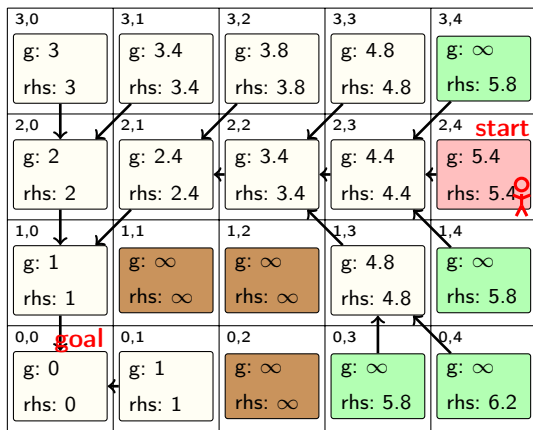 3,0 3,1 3,2 3,3 3,4
g: 3 g: 3.4 g: 3.8 g: 4.8 g: ∞
rhs: 3 rhs: 3.4 rhs: 3.8 rhs: 4.8 rhs: 5.8
2,0 2,1 2,2 2,3 2,4 start
g: 2 g: 2.4 g: 3.4 g: 4.4 g: 5.4
rhs: 2 rhs: 2.4 rhs: 3.4 rhs: 4.4 rhs: 5.4
1,0 1,1 1,2 1,3 1,4
g: 1 g: ∞ g: ∞ g: 4.8 g: ∞
rhs: 1 rhs: ∞ rhs: ∞ rhs: 4.8 rhs: 5.8
0,0 goal 0,1 0,2 0,3 0,4
g: 0 g: 1 g: ∞ g: ∞ g: ∞
rhs: 0 rhs: 1 rhs: ∞ rhs: 5.8 rhs: 6.2